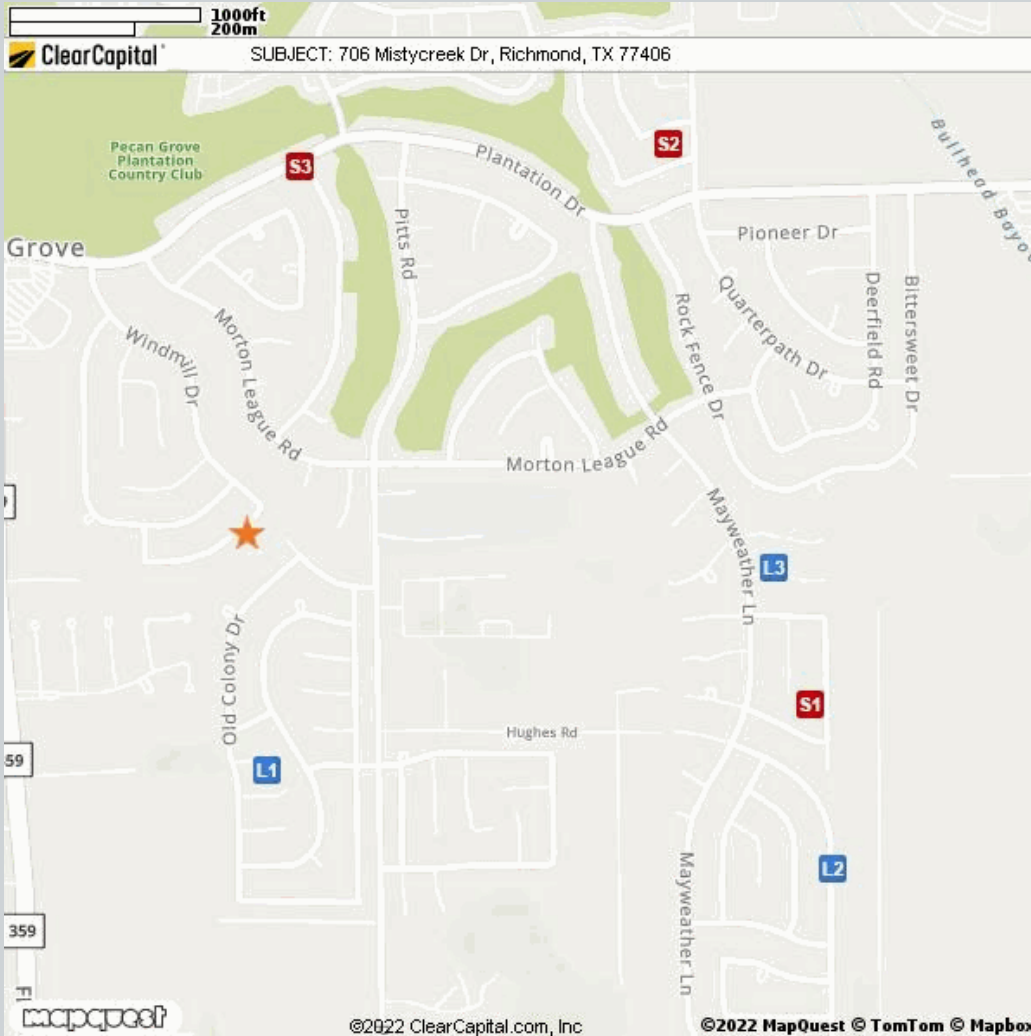 1000ft
200m
ClearCapital
SUBJECT: 706 Mistycreek Dr, Richmond, TX 77406
Pecan Grove
Plantation
Country Club
S3
S2
Plantation Dr
Bullhead Bayou
Pitts Rd
Grove
Pioneer Dr
Windmill Dr
Morton League Rd
Rock Fence Dr
Quarterpath Dr
Deerfield Rd
Bittersweet Dr
Morton League Rd
Mayweather Ln
L3
Old Colony Dr
S1
Hughes Rd
59
L1
L2
Mayweather Ln
359
mapquest
©2022 ClearCapital.com, Inc
©2022 MapQuest © TomTom © Mapbox